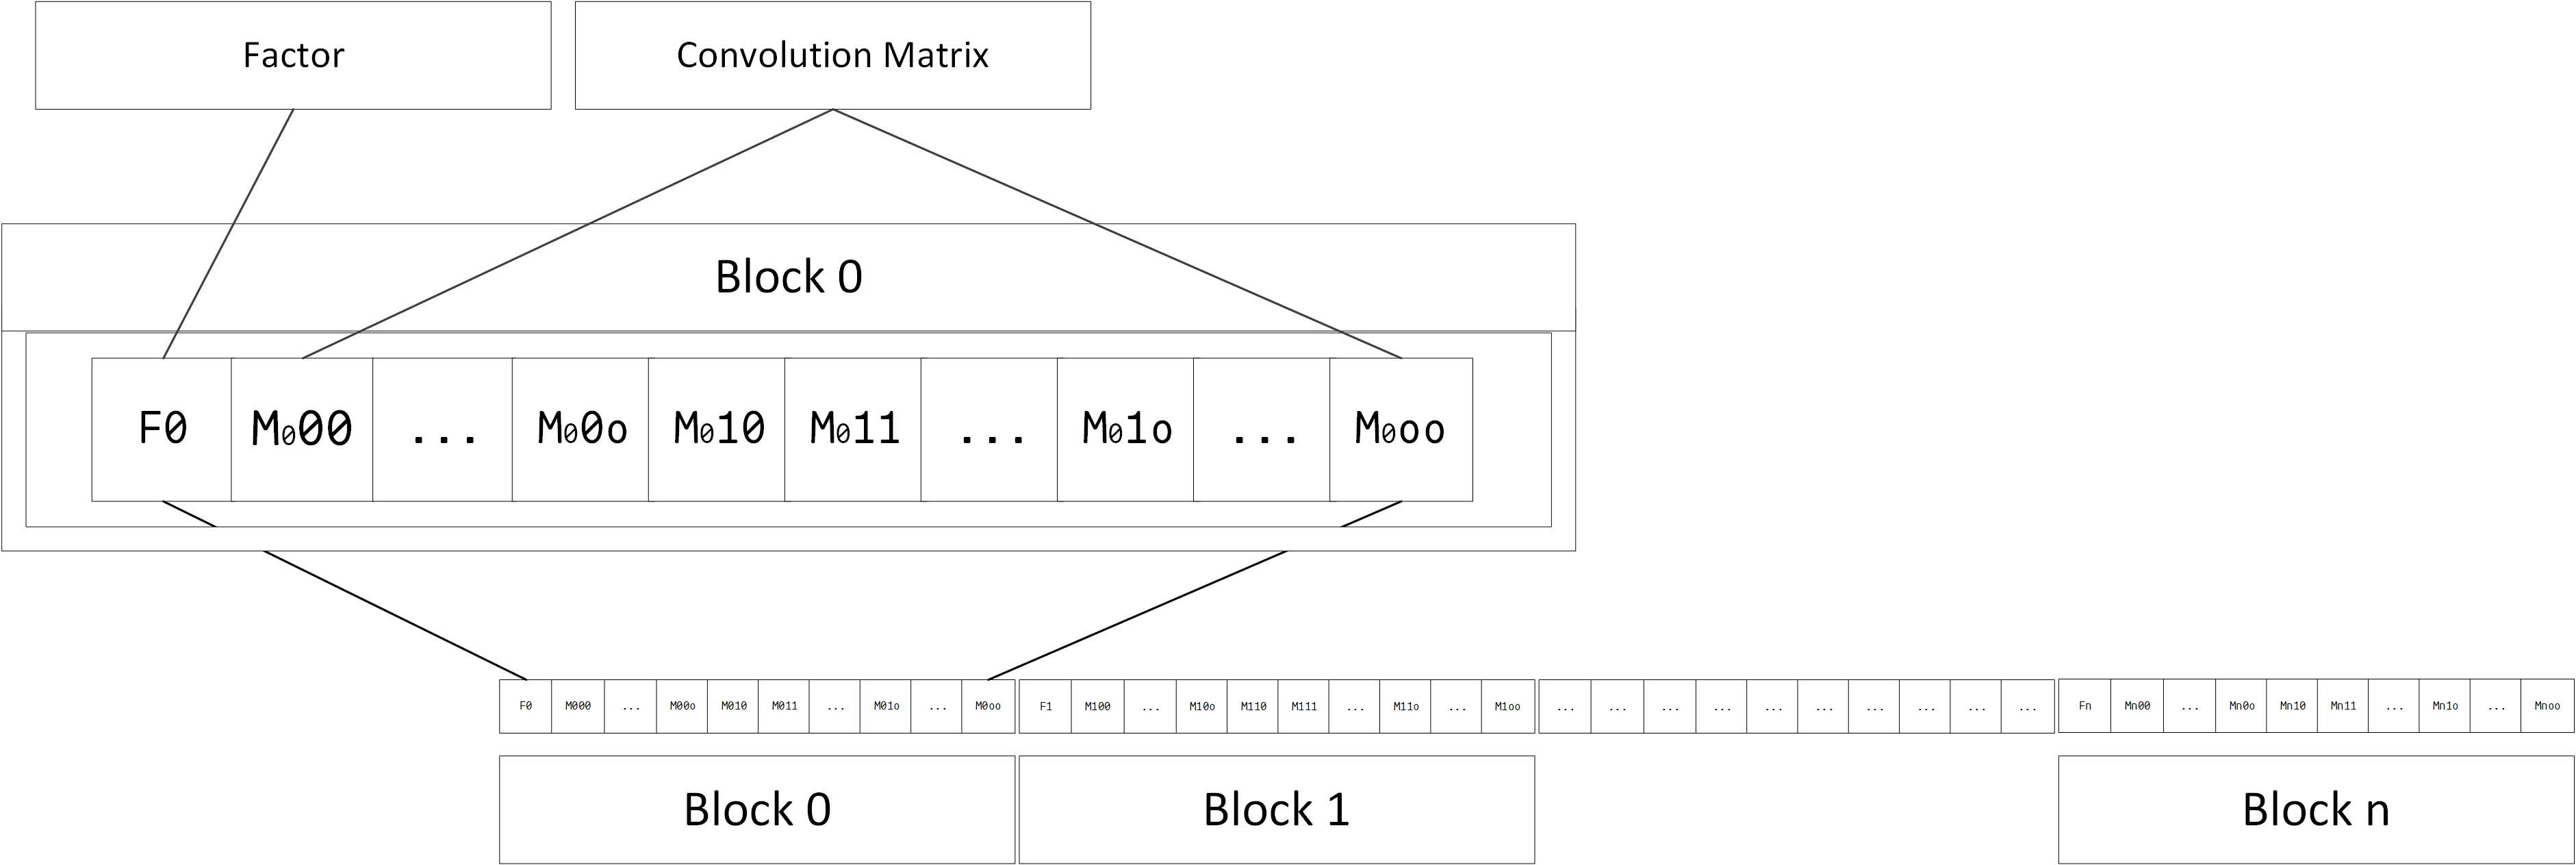 Factor Convolution Matrix
Block 0
F0 M₀00 ... M₀0o M₀10 M₀11 ... M₀1o ... M₀oo
F0 M000 ... M00o M010 M011 ... M01o ... M0oo F1 M100 ... M10o M110 M111 ... M11o ... M1oo ... ... ... ... ... ... ... ... ... ... Fn Mn00 ... Mn0o Mn10 Mn11 ... Mn1o ... Mnoo
Block 0 Block 1 Block n